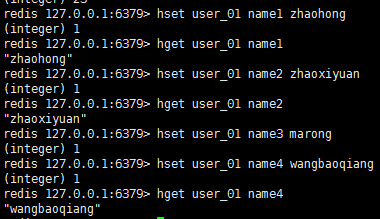 (integer) 23
redis 127.0.0.1:6379> hset user_01 name1 zhaohong
(integer) 1
redis 127.0.0.1:6379> hget user_01 name1
"zhaohong"
redis 127.0.0.1:6379> hset user_01 name2 zhaoxiyuan
(integer) 1
redis 127.0.0.1:6379> hget user_01 name2
"zhaoxiyuan"
redis 127.0.0.1:6379> hset user_01 name3 marong
(integer) 1
redis 127.0.0.1:6379> hset user_01 name4 wangbaoqiang
(integer) 1
redis 127.0.0.1:6379> hget user_01 name4
"wangbaoqiang"